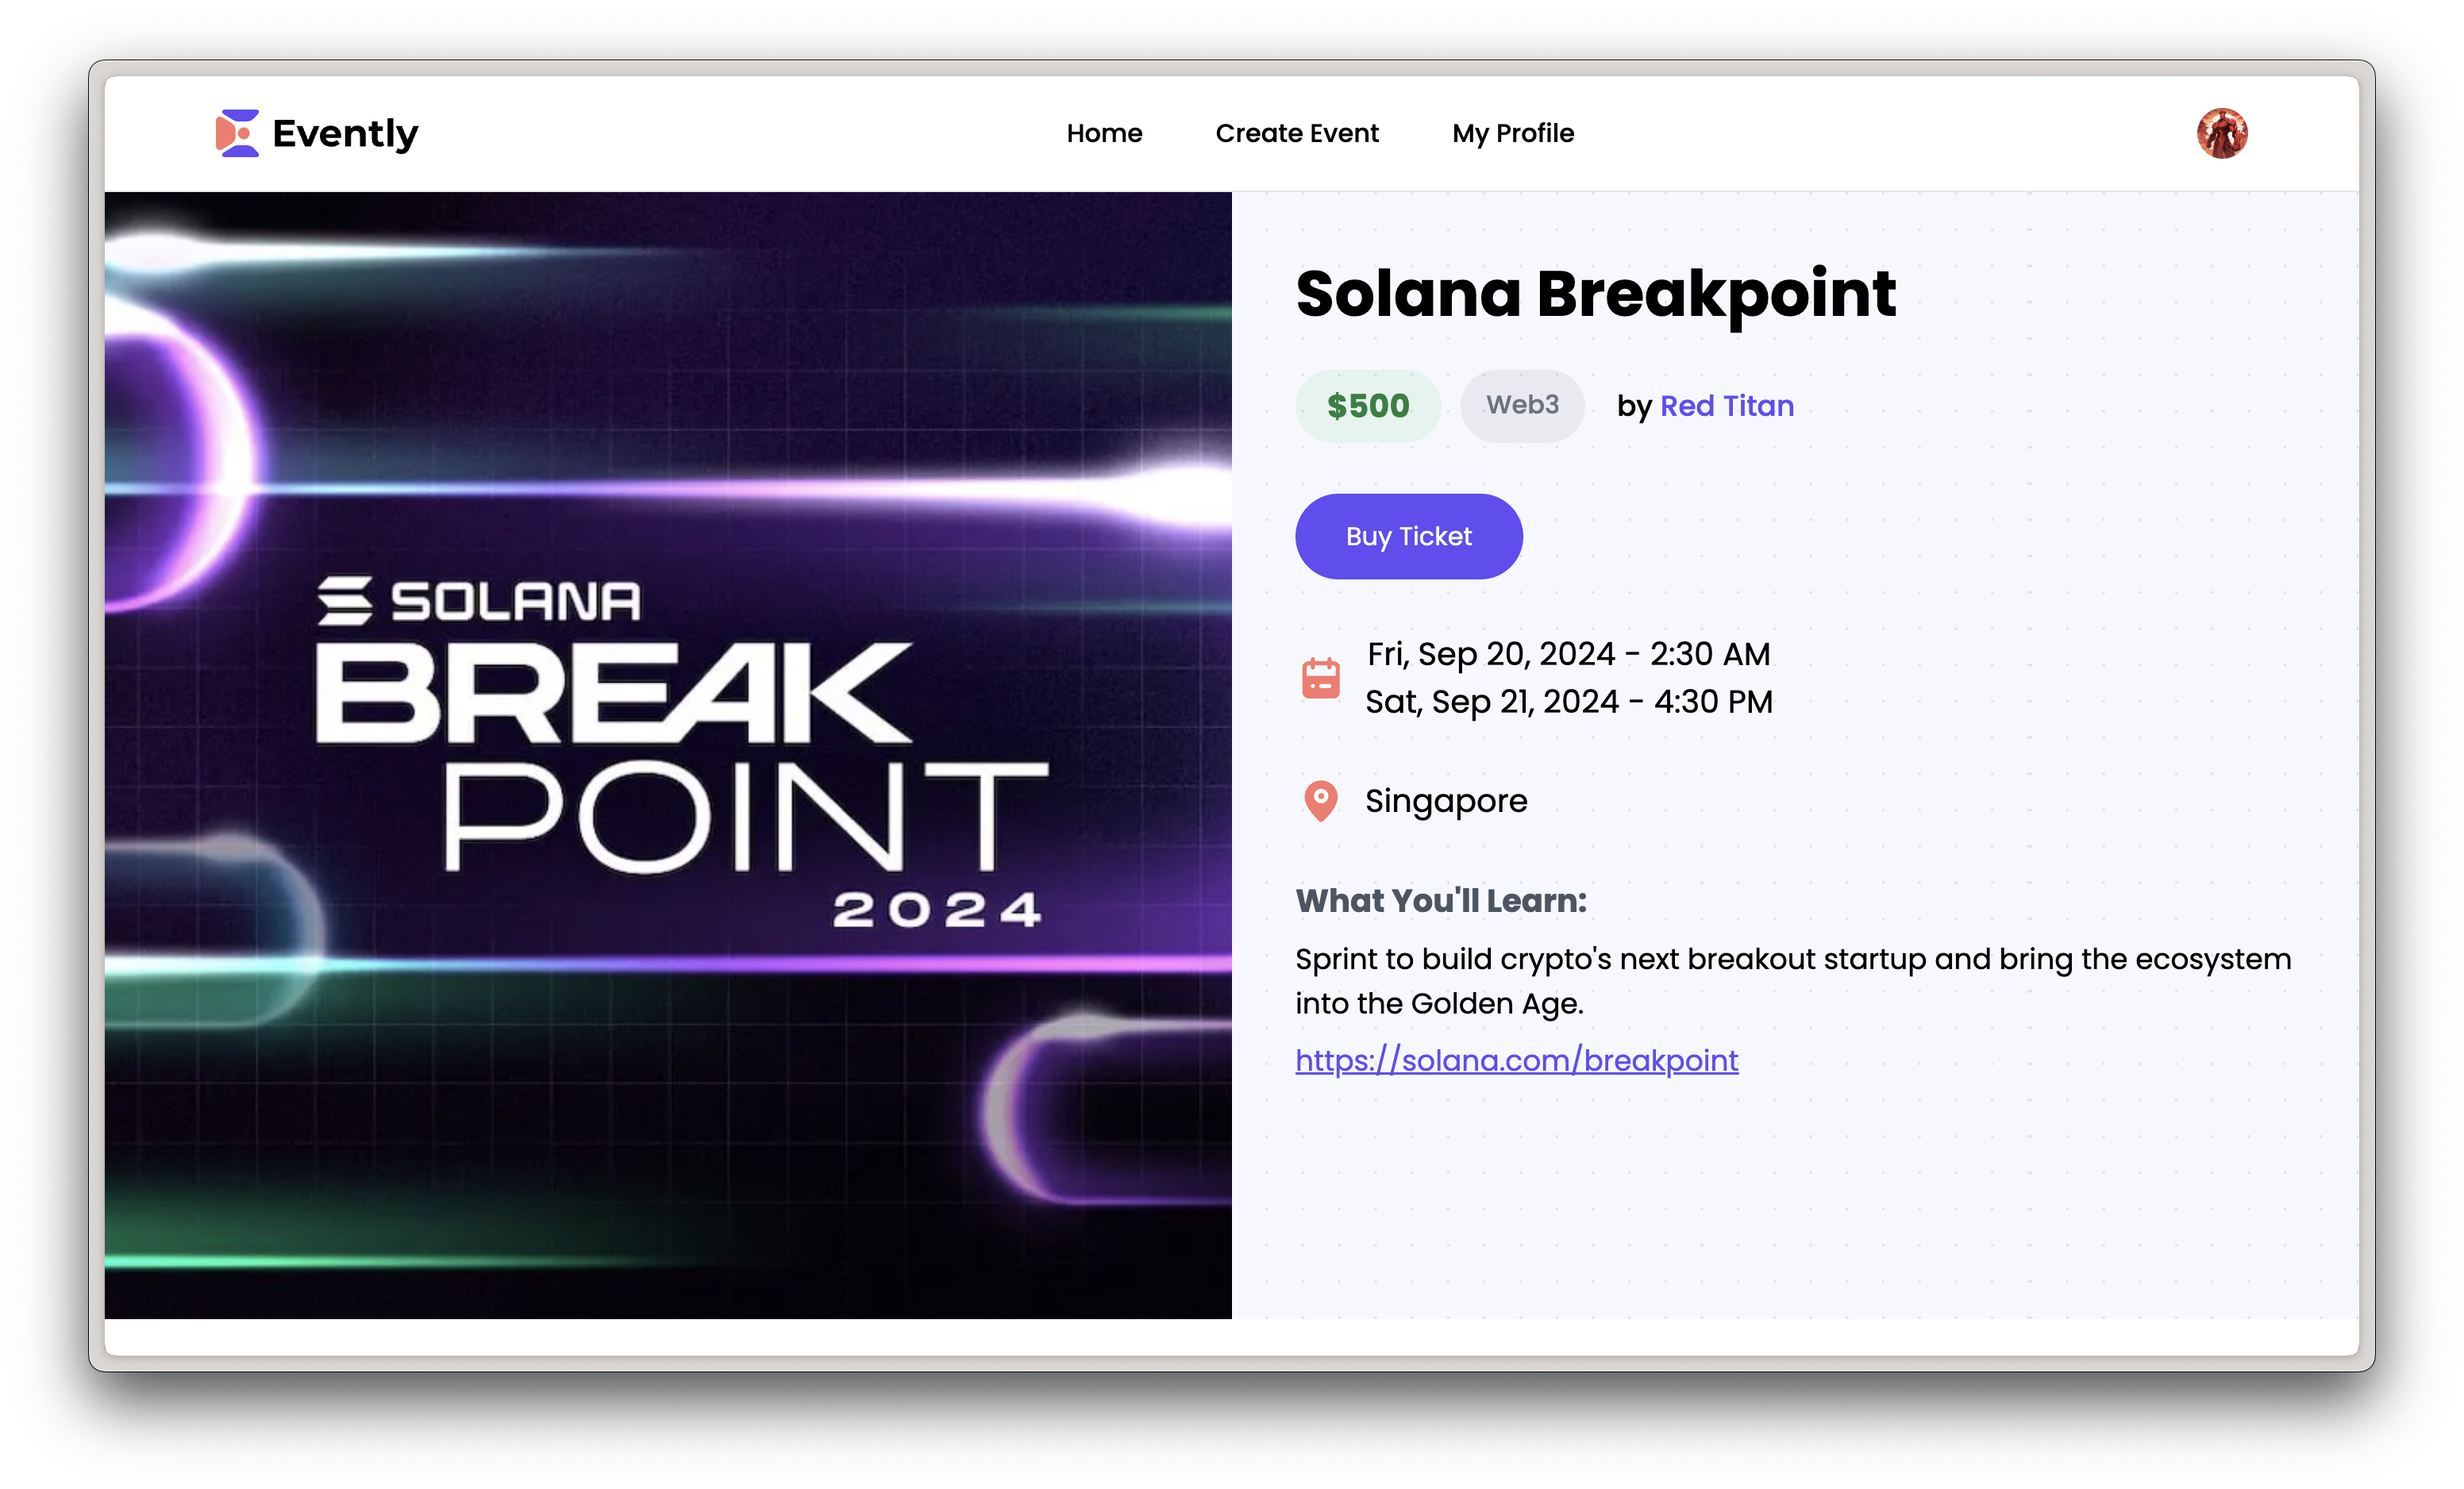 Evently
Home
Create Event
My Profile
SOLANA
BREAK
POINT
2024
Solana Breakpoint
$500
Web3
by Red Titan
Buy Ticket
Fri, Sep 20, 2024 - 2:30 AM
Sat, Sep 21, 2024 - 4:30 PM
Singapore
What You'll Learn:
Sprint to build crypto's next breakout startup and bring the ecosystem
into the Golden Age.
https://solana.com/breakpoint